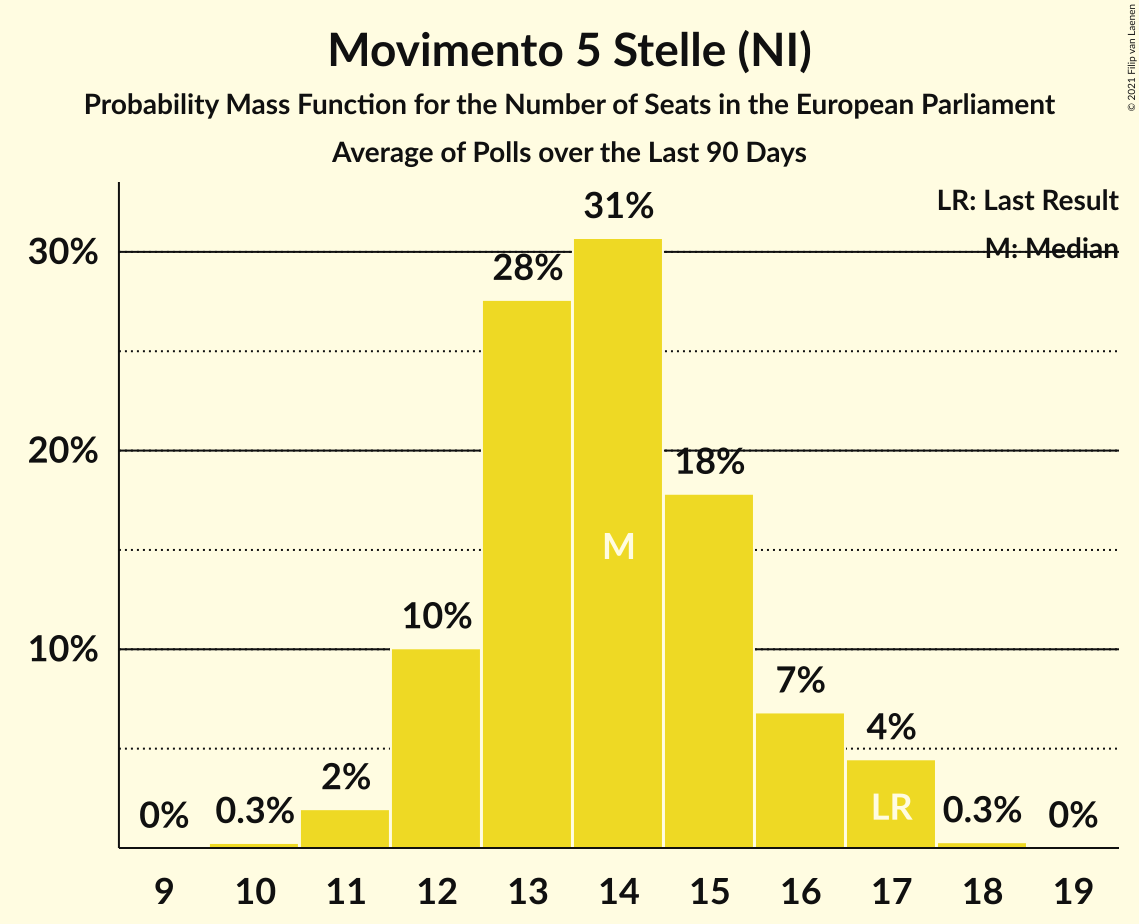 Movimento 5 Stelle (NI)
Probability Mass Function for the Number of Seats in the European Parliament
Average of Polls over the Last 90 Days
© 2021 Filip van Laenen
LR: Last Result
M: Median
30%
20%
10%
0%
0.3%
2%
10%
28%
31%
18%
7%
4%
0.3%
0%
M
LR
9 10 11 12 13 14 15 16 17 18 19